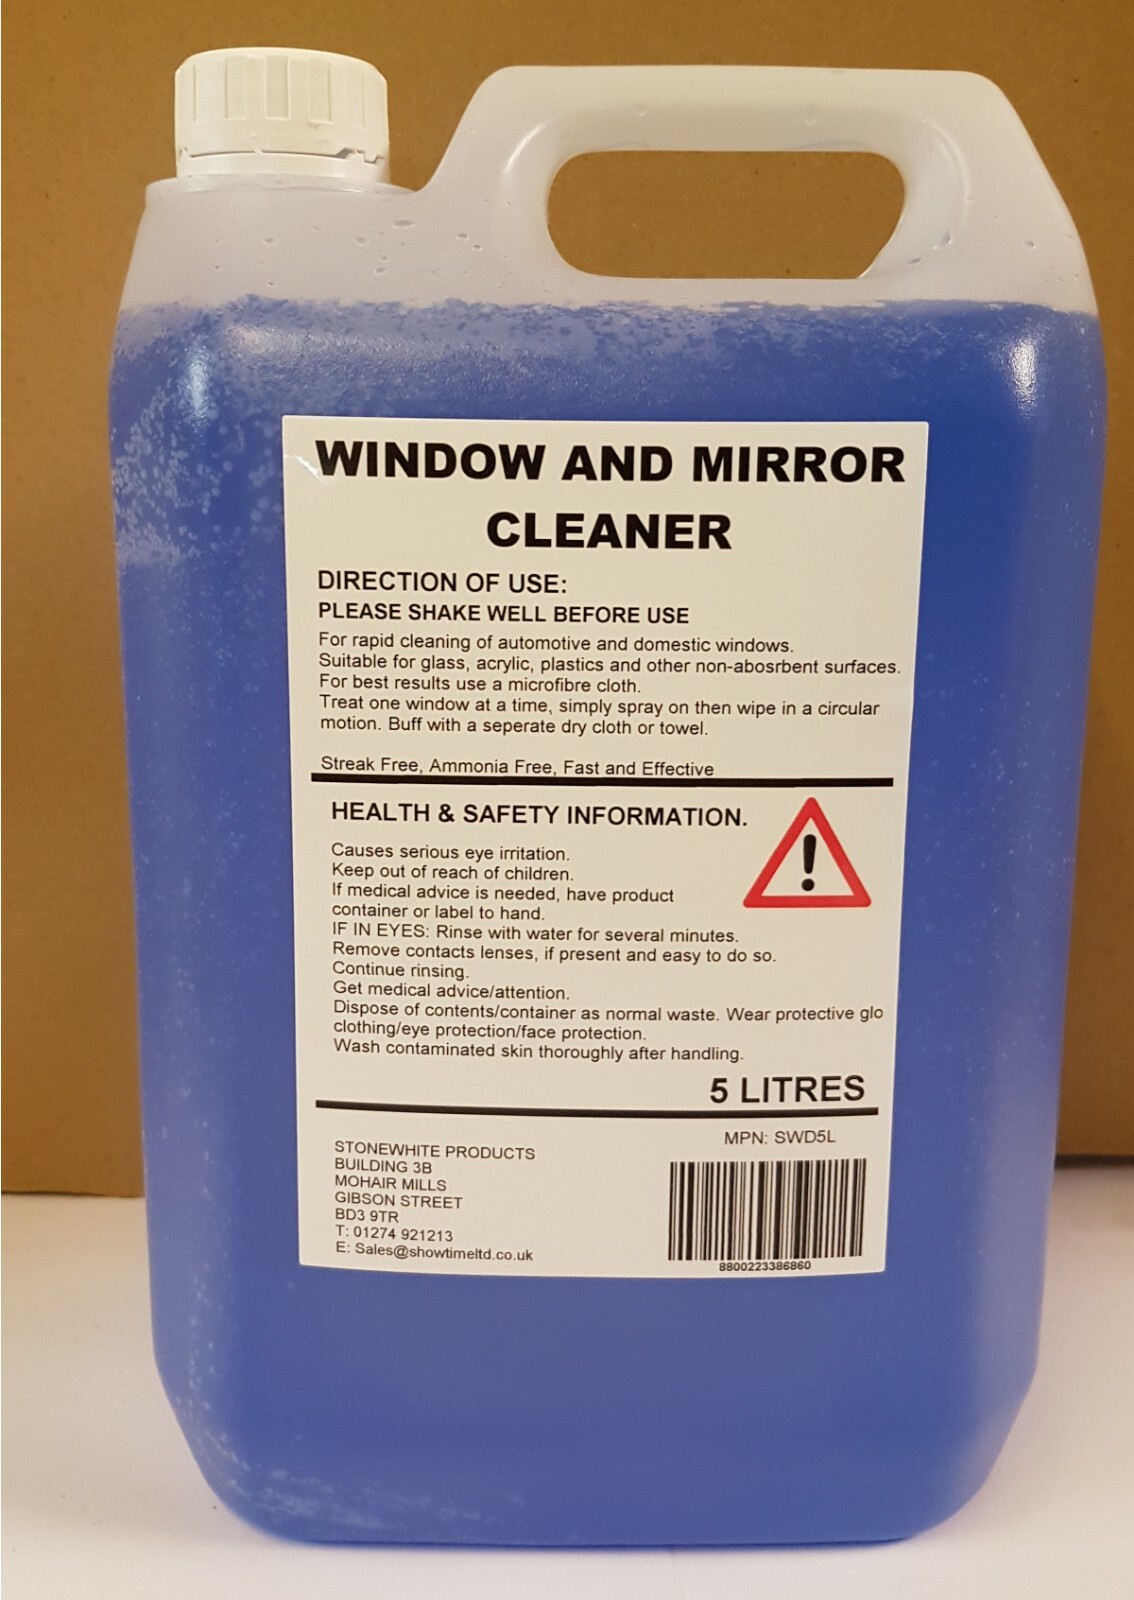 WINDOW AND MIRROR
CLEANER
DIRECTION OF USE:
PLEASE SHAKE WELL BEFORE USE
For rapid cleaning of automotive and domestic windows.
Suitable for glass, acrylic, plastics and other non-abosrbent surfaces.
For best results use a microfibre cloth.
Treat one window at a time, simply spray on then wipe in a circular
motion. Buff with a seperate dry cloth or towel.
Streak Free, Ammonia Free, Fast and Effective
HEALTH & SAFETY INFORMATION.
Causes serious eye irritation.
Keep out of reach of children.
If medical advice is needed, have product
container or label to hand.
IF IN EYES: Rinse with water for several minutes.
Remove contacts lenses, if present and easy to do so.
Continue rinsing.
Get medical advice/attention.
Dispose of contents/container as normal waste. Wear protective glo
clothing/eye protection/face protection.
Wash contaminated skin thoroughly after handling.
5 LITRES
MPN: SWD5L
STONEWHITE PRODUCTS
BUILDING 3B
MOHAIR MILLS
GIBSON STREET
BD3 9TR
T: 01274 921213
E: Sales@showtimeltd.co.uk
8800223386860